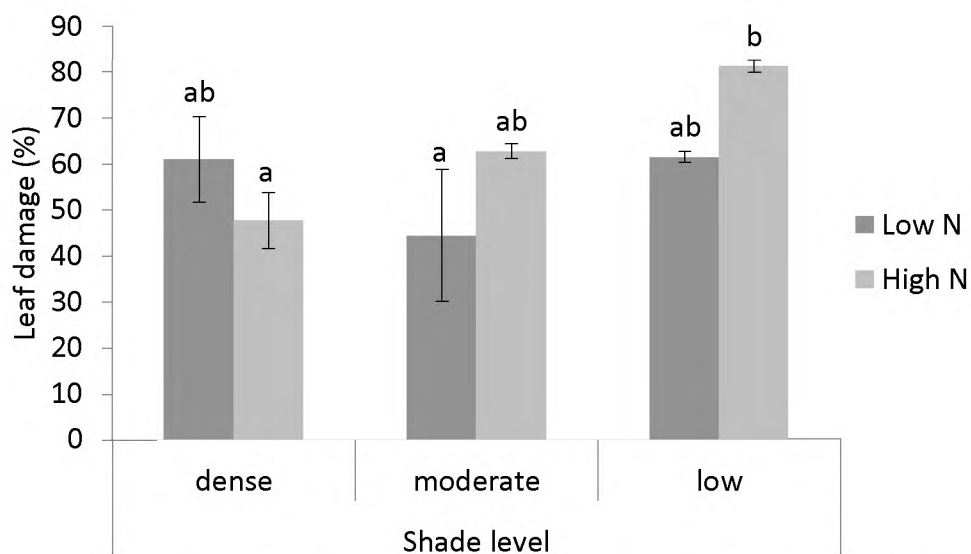 90
80
70
60
50
40
30
20
10
0
Leaf damage (%)
ab
a
a
ab
ab
b
Low N
High N
dense
moderate
low
Shade level